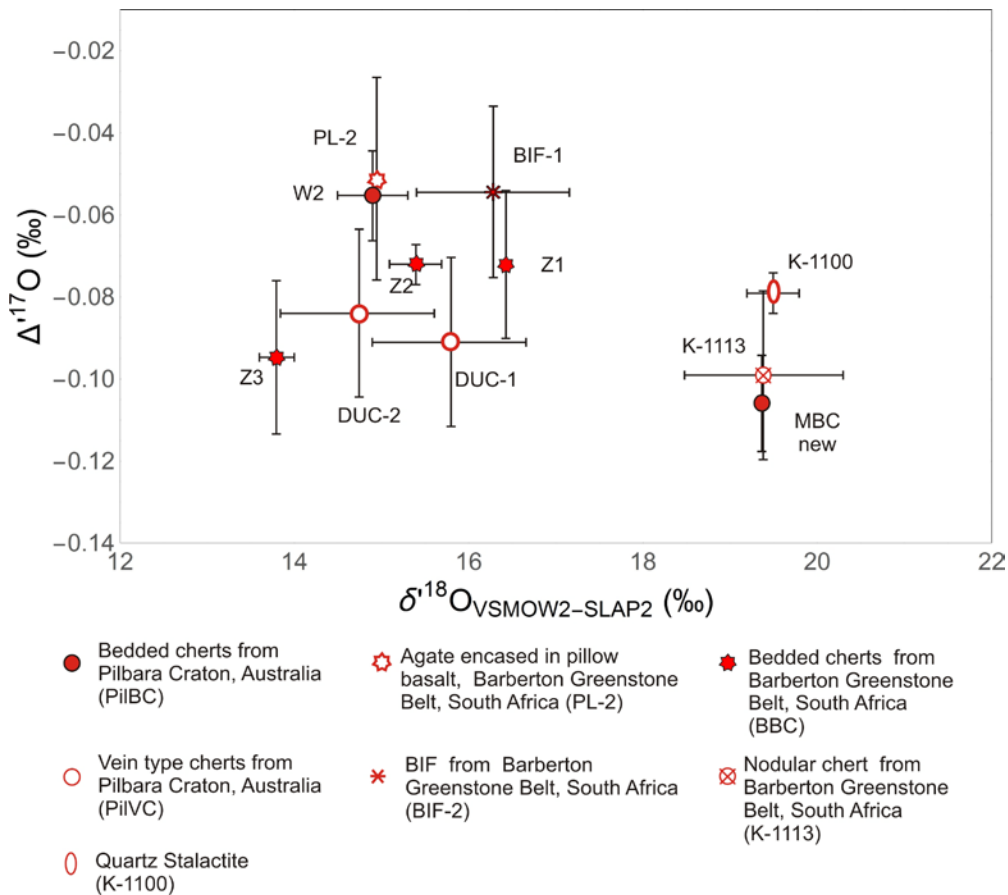 −0.02
−0.04
−0.06
−0.08
−0.10
−0.12
−0.14
Δ'¹⁷O (‰)
PL-2
BIF-1
W2
Z2
Z1
K-1100
K-1113
Z3
DUC-2
DUC-1
MBC
new
12
14
16
18
20
22
δ'¹⁸O_VSMOW2−SLAP2 (‰)
Bedded cherts from
Pilbara Craton, Australia
(PilBC)
Agate encased in pillow
basalt, Barberton Greenstone
Belt, South Africa (PL-2)
Bedded cherts from
Barberton Greenstone
Belt, South Africa
(BBC)
Vein type cherts from
Pilbara Craton, Australia
(PilVC)
BIF from Barberton
Greenstone Belt, South Africa
(BIF-2)
Nodular chert from
Barberton Greenstone
Belt, South Africa
(K-1113)
Quartz Stalactite
(K-1100)